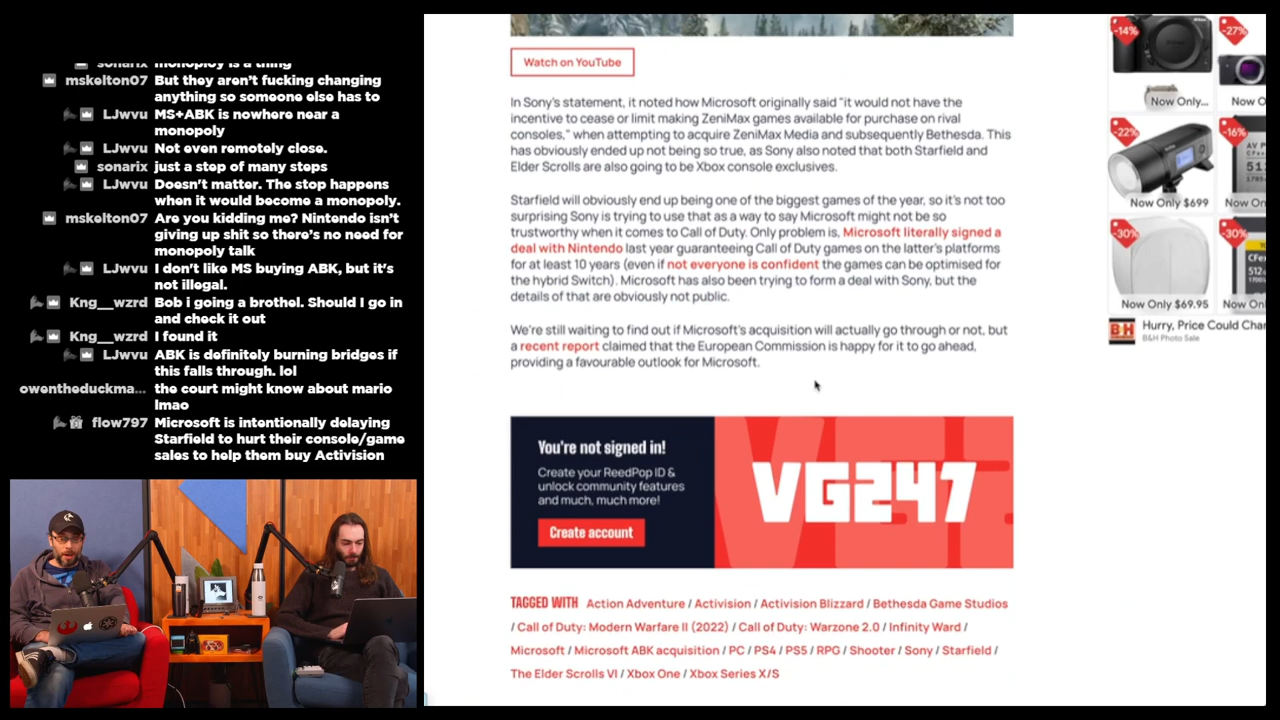 sonarix monopoly is a thing
mskelton07 But they aren't fucking changing
anything so someone else has to
LJwvu MS+ABK is nowhere near a
monopoly
LJwvu Not even remotely close.
sonarix just a step of many steps
LJwvu Doesn't matter. The stop happens
when it would become a monopoly.
mskelton07 Are you kidding me? Nintendo isn't
giving up shit so there's no need for
monopoly talk
LJwvu I don't like MS buying ABK, but it's
not illegal.
Kng__wzrd Bob i going a brothel. Should I go in
and check it out
Kng__wzrd I found it
LJwvu ABK is definitely burning bridges if
this falls through. lol
owentheduckma... the court might know about mario
lmao
flow797 Microsoft is intentionally delaying
Starfield to hurt their console/game
sales to help them buy Activision
Watch on YouTube
In Sony's statement, it noted how Microsoft originally said "it would not have the
incentive to cease or limit making ZeniMax games available for purchase on rival
consoles," when attempting to acquire ZeniMax Media and subsequently Bethesda. This
has obviously ended up not being so true, as Sony also noted that both Starfield and
Elder Scrolls are also going to be Xbox console exclusives.
Starfield will obviously end up being one of the biggest games of the year, so it's not too
surprising Sony is trying to use that as a way to say Microsoft might not be so
trustworthy when it comes to Call of Duty. Only problem is, Microsoft literally signed a
deal with Nintendo last year guaranteeing Call of Duty games on the latter's platforms
for at least 10 years (even if not everyone is confident the games can be optimised for
the hybrid Switch). Microsoft has also been trying to form a deal with Sony, but the
details of that are obviously not public.
We're still waiting to find out if Microsoft's acquisition will actually go through or not, but
a recent report claimed that the European Commission is happy for it to go ahead,
providing a favourable outlook for Microsoft.
You're not signed in!
Create your ReedPop ID &
unlock community features
and much, much more!
Create account
VG247
TAGGED WITH Action Adventure / Activision / Activision Blizzard / Bethesda Game Studios
/ Call of Duty: Modern Warfare II (2022) / Call of Duty: Warzone 2.0 / Infinity Ward /
Microsoft / Microsoft ABK acquisition / PC / PS4 / PS5 / RPG / Shooter / Sony / Starfield /
The Elder Scrolls VI / Xbox One / Xbox Series X/S
-14% -27%
Now Only... Now O
-22% -16%
Now Only $699 Now On
-30% -30%
Now Only $69.95 Now On
B&H Hurry, Price Could Char
B&H Photo Sale